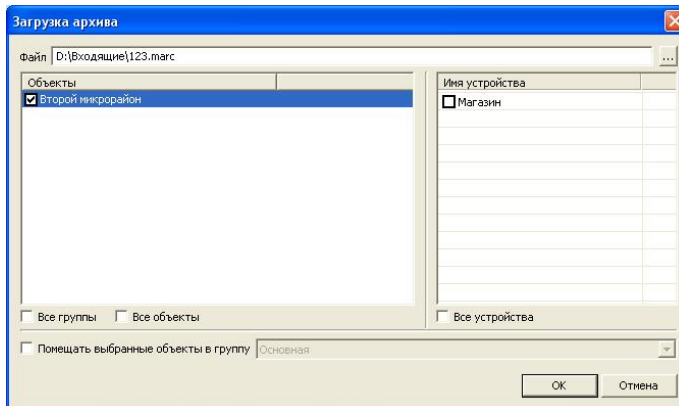 Загрузка архива
Файл D:\Входящие\123.marc ...
Объекты Имя устройства
Второй микрорайон Магазин
Все группы Все объекты Все устройства
Помещать выбранные объекты в группу Основная
OK Отмена